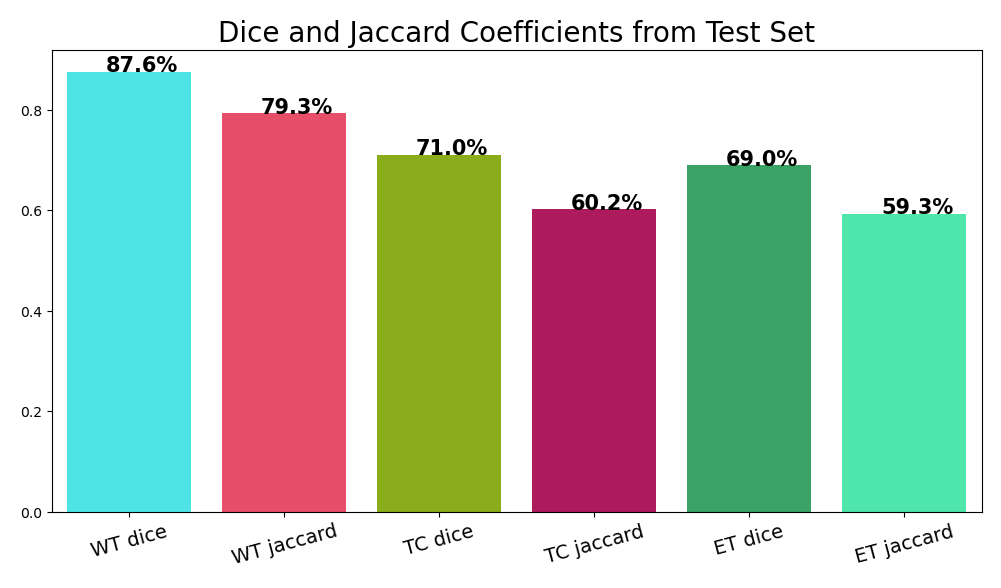 Dice and Jaccard Coefficients from Test Set
87.6%
79.3%
71.0%
60.2%
69.0%
59.3%
0.8
0.6
0.4
0.2
0.0
WT dice
WT jaccard
TC dice
TC jaccard
ET dice
ET jaccard